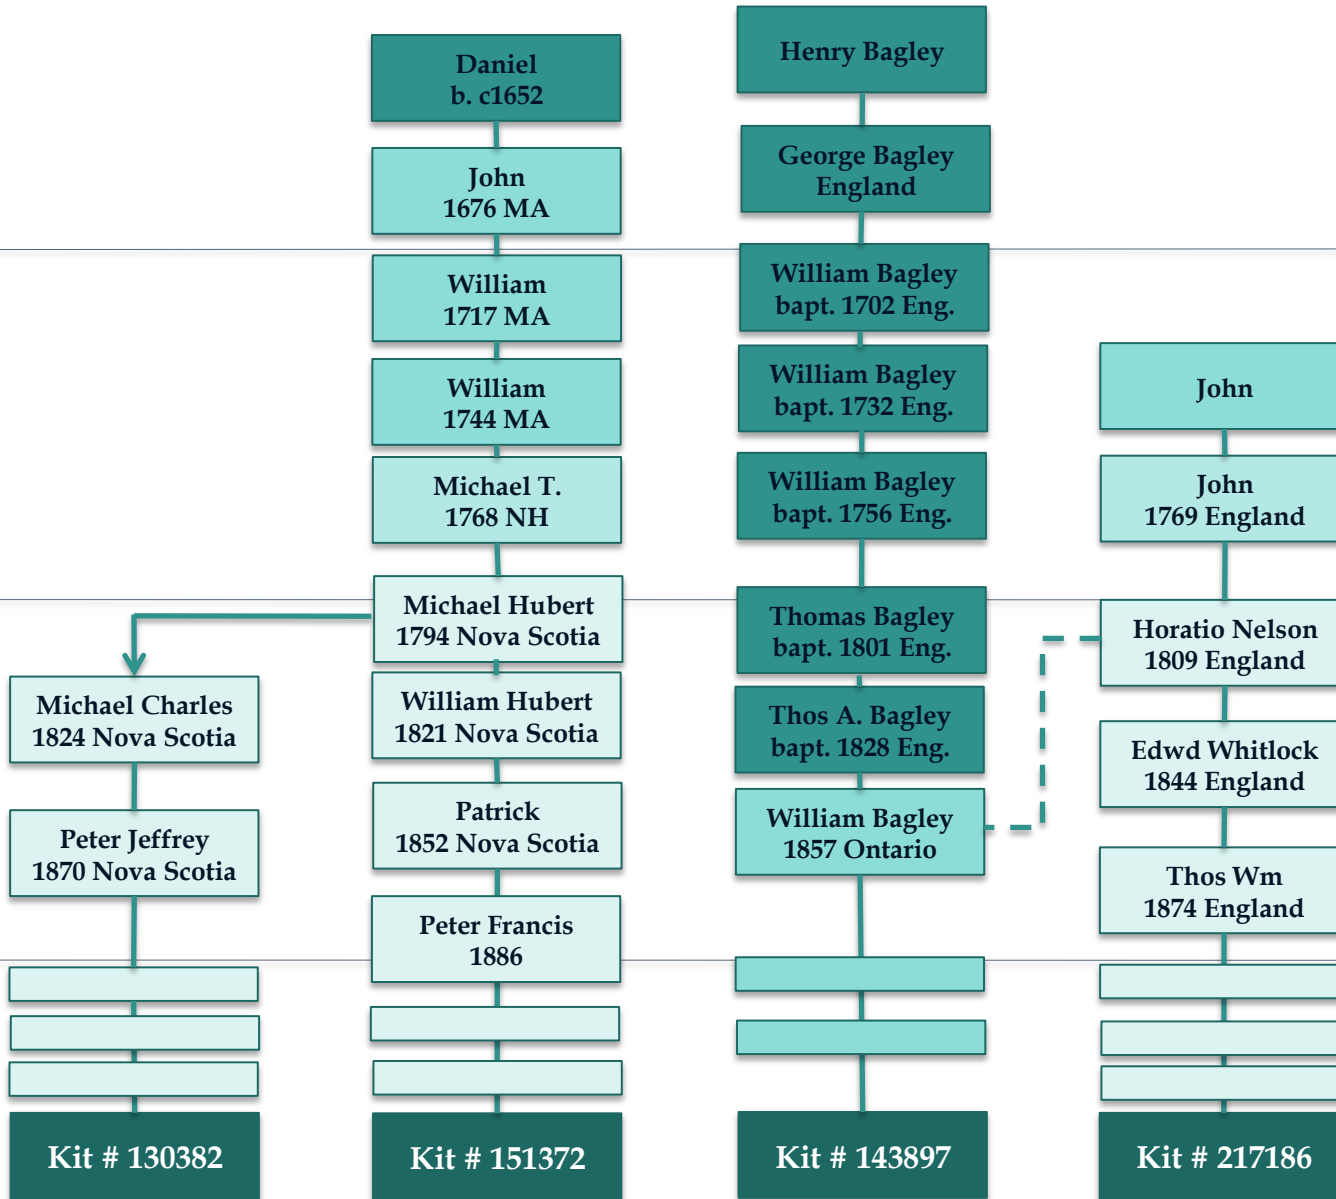 Daniel
b. c1652
John
1676 MA
William
1717 MA
William
1744 MA
Michael T.
1768 NH
Michael Hubert
1794 Nova Scotia
Michael Charles
1824 Nova Scotia
Peter Jeffrey
1870 Nova Scotia
Kit # 130382
William Hubert
1821 Nova Scotia
Patrick
1852 Nova Scotia
Peter Francis
1886
Kit # 151372
Henry Bagley
George Bagley
England
William Bagley
bapt. 1702 Eng.
William Bagley
bapt. 1732 Eng.
William Bagley
bapt. 1756 Eng.
Thomas Bagley
bapt. 1801 Eng.
Thos A. Bagley
bapt. 1828 Eng.
William Bagley
1857 Ontario
Kit # 143897
John
John
1769 England
Horatio Nelson
1809 England
Edwd Whitlock
1844 England
Thos Wm
1874 England
Kit # 217186